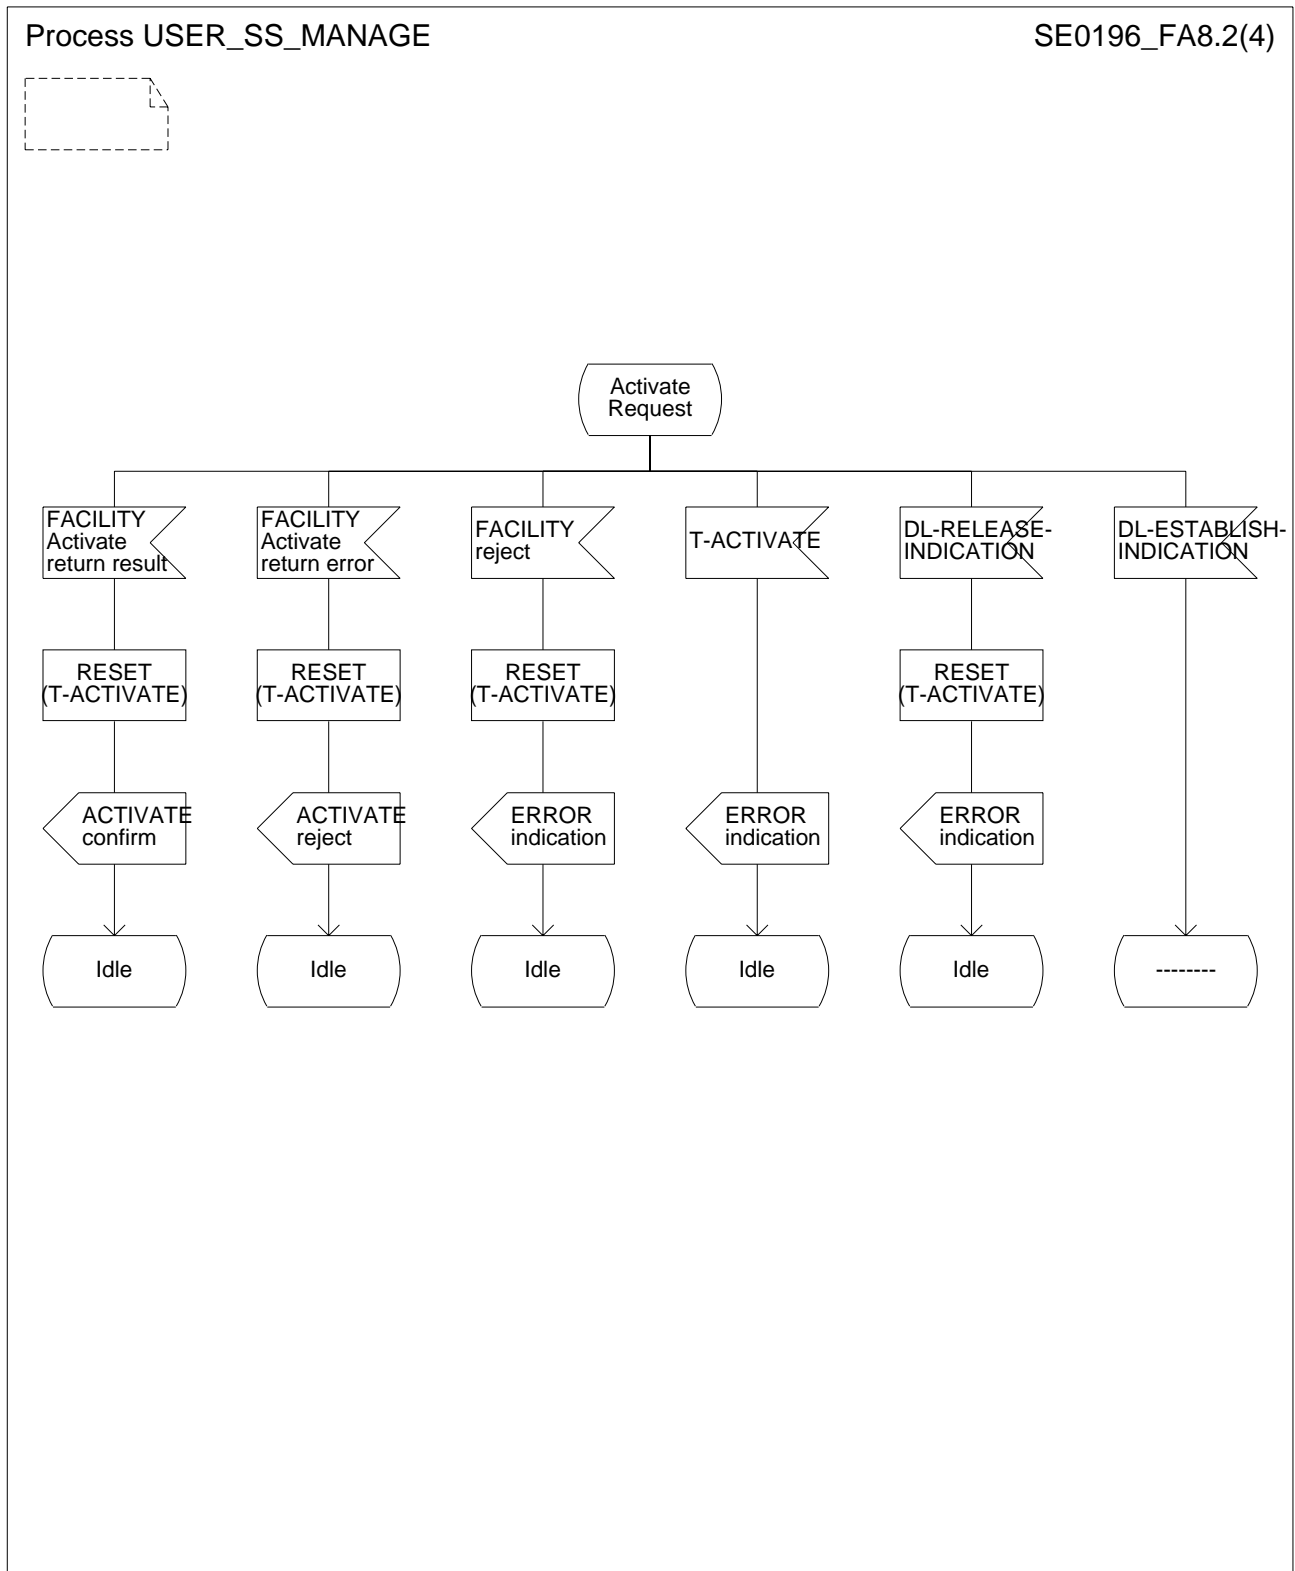 Process USER_SS_MANAGE
SE0196_FA8.2(4)
Activate
Request
FACILITY
Activate
return result
FACILITY
Activate
return error
FACILITY
reject
T-ACTIVATE
DL-RELEASE-
INDICATION
DL-ESTABLISH-
INDICATION
RESET
(T-ACTIVATE)
RESET
(T-ACTIVATE)
RESET
(T-ACTIVATE)
RESET
(T-ACTIVATE)
ACTIVATE
confirm
ACTIVATE
reject
ERROR
indication
ERROR
indication
ERROR
indication
Idle
Idle
Idle
Idle
Idle
--------